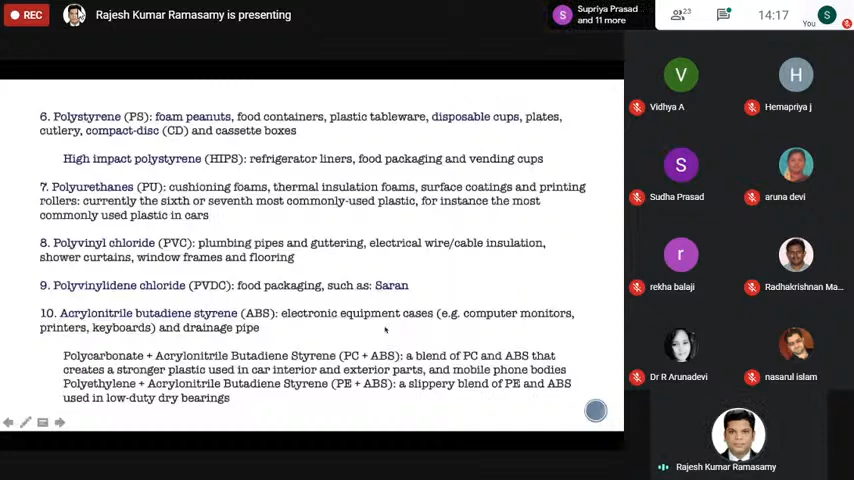 REC
Rajesh Kumar Ramasamy is presenting
S
Supriya Prasad
and 11 more
23
14:17
You
S
6. Polystyrene (PS): foam peanuts, food containers, plastic tableware, disposable cups, plates,
cutlery, compact-disc (CD) and cassette boxes
High impact polystyrene (HIPS): refrigerator liners, food packaging and vending cups
7. Polyurethanes (PU): cushioning foams, thermal insulation foams, surface coatings and printing
rollers: currently the sixth or seventh most commonly-used plastic, for instance the most
commonly used plastic in cars
8. Polyvinyl chloride (PVC): plumbing pipes and guttering, electrical wire/cable insulation,
shower curtains, window frames and flooring
9. Polyvinylidene chloride (PVDC): food packaging, such as: Saran
10. Acrylonitrile butadiene styrene (ABS): electronic equipment cases (e.g. computer monitors,
printers, keyboards) and drainage pipe
Polycarbonate + Acrylonitrile Butadiene Styrene (PC + ABS): a blend of PC and ABS that
creates a stronger plastic used in car interior and exterior parts, and mobile phone bodies
Polyethylene + Acrylonitrile Butadiene Styrene (PE + ABS): a slippery blend of PE and ABS
used in low-duty dry bearings
V
H
Vidhya A
Hemapriya j
S
Sudha Prasad
aruna devi
r
rekha balaji
Radhakrishnan Ma...
Dr R Arunadevi
nasarul islam
Rajesh Kumar Ramasamy